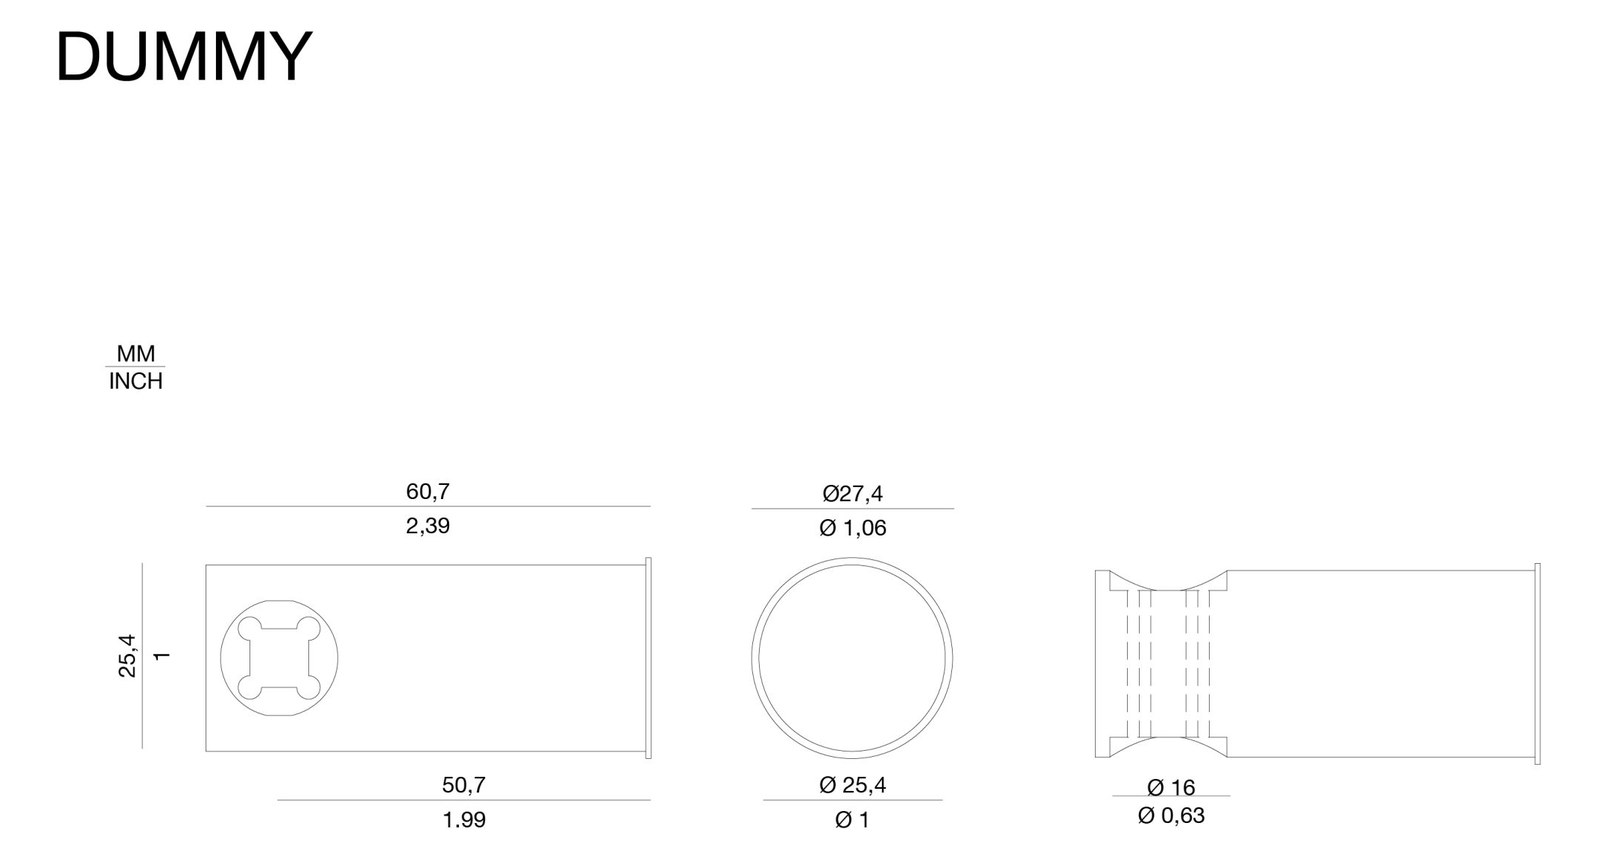 DUMMY
MM
INCH
60,7
2,39
Ø27,4
Ø 1,06
25,4
1
50,7
1.99
Ø 25,4
Ø 1
Ø 16
Ø 0,63